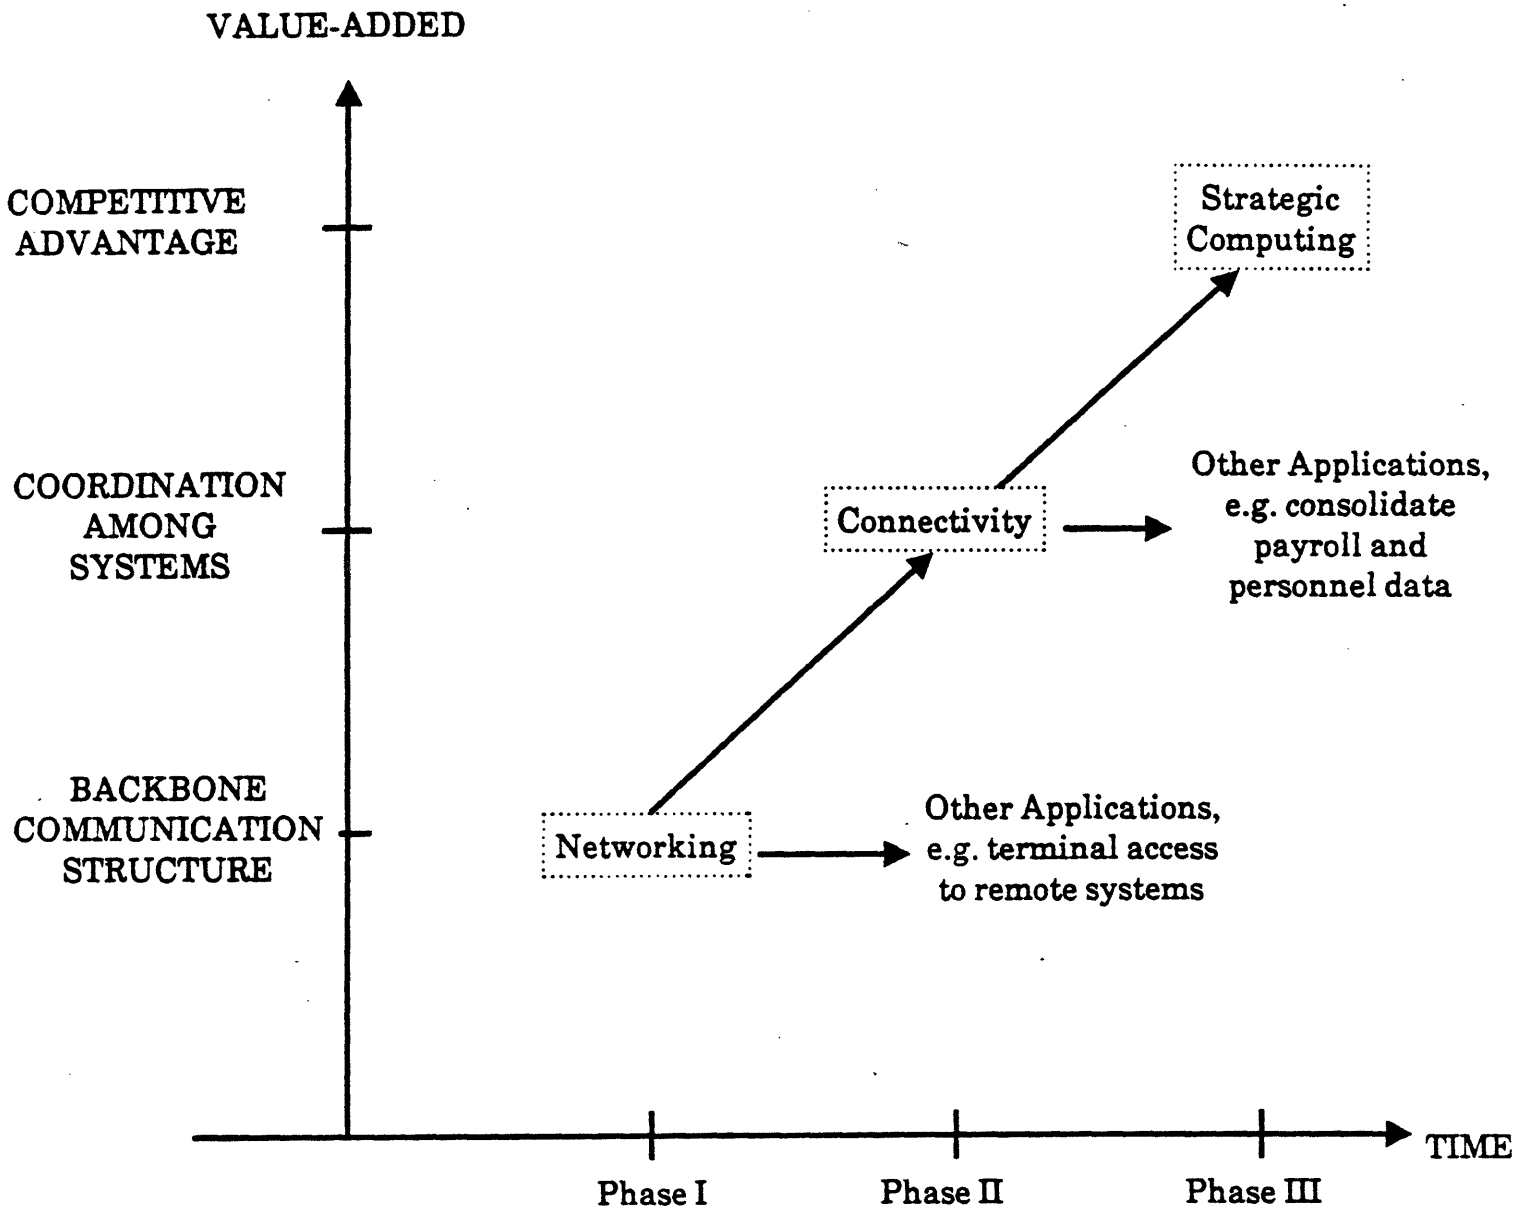 VALUE-ADDED
COMPETITIVE
ADVANTAGE
Strategic
Computing
COORDINATION
AMONG
SYSTEMS
Connectivity
Other Applications,
e.g. consolidate
payroll and
personnel data
BACKBONE
COMMUNICATION
STRUCTURE
Networking
Other Applications,
e.g. terminal access
to remote systems
TIME
Phase I
Phase II
Phase III